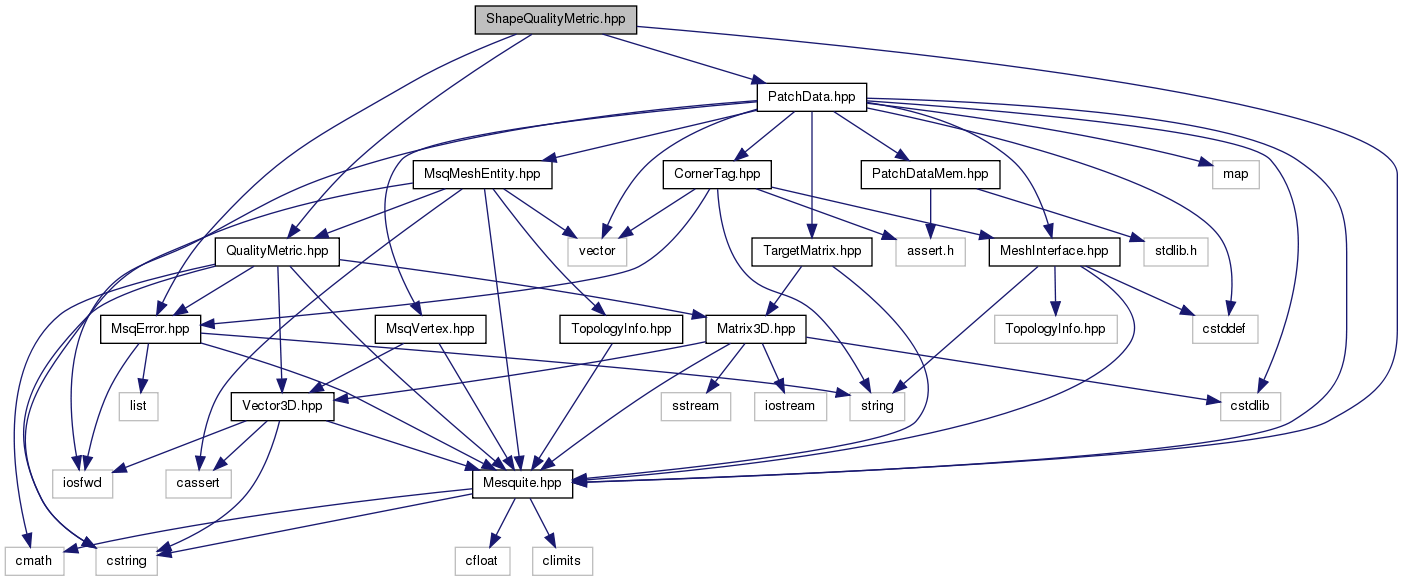 ShapeQualityMetric.hpp
PatchData.hpp
MsqMeshEntity.hpp
CornerTag.hpp
PatchDataMem.hpp
map
QualityMetric.hpp
vector
TargetMatrix.hpp
assert.h
MeshInterface.hpp
stdlib.h
MsqError.hpp
MsqVertex.hpp
TopologyInfo.hpp
Matrix3D.hpp
TopologyInfo.hpp
cstddef
list
Vector3D.hpp
sstream
iostream
string
cstdlib
iosfwd
cassert
Mesquite.hpp
cmath
cstring
cfloat
climits